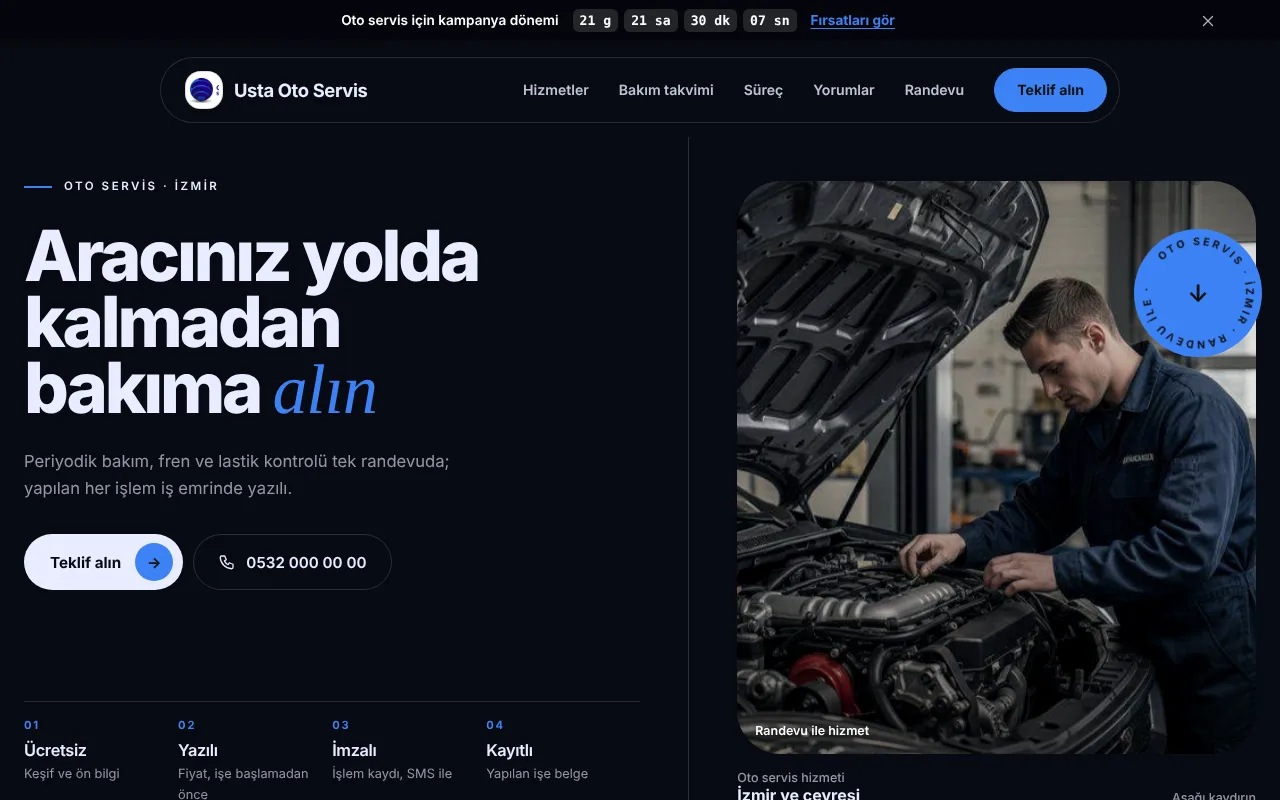 Oto servis için kampanya dönemi 21 g 21 sa 30 dk 07 sn Fırsatları gör
Usta Oto Servis
Hizmetler Bakım takvimi Süreç Yorumlar Randevu Teklif alın
OTO SERVİS · İZMİR
Aracınız yolda
kalmadan
bakıma alın
Periyodik bakım, fren ve lastik kontrolü tek randevuda;
yapılan her işlem iş emrinde yazılı.
Teklif alın
0532 000 00 00
01
Ücretsiz
Keşif ve ön bilgi
02
Yazılı
Fiyat, işe başlamadan
önce
03
İmzalı
İşlem kaydı, SMS ile
04
Kayıtlı
Yapılan işe belge
OTO SERVIS · İZMIR · RANDEVU ILE ·
Randevu ile hizmet
Oto servis hizmeti
İzmir ve çevresi
Aşağı kaydırın